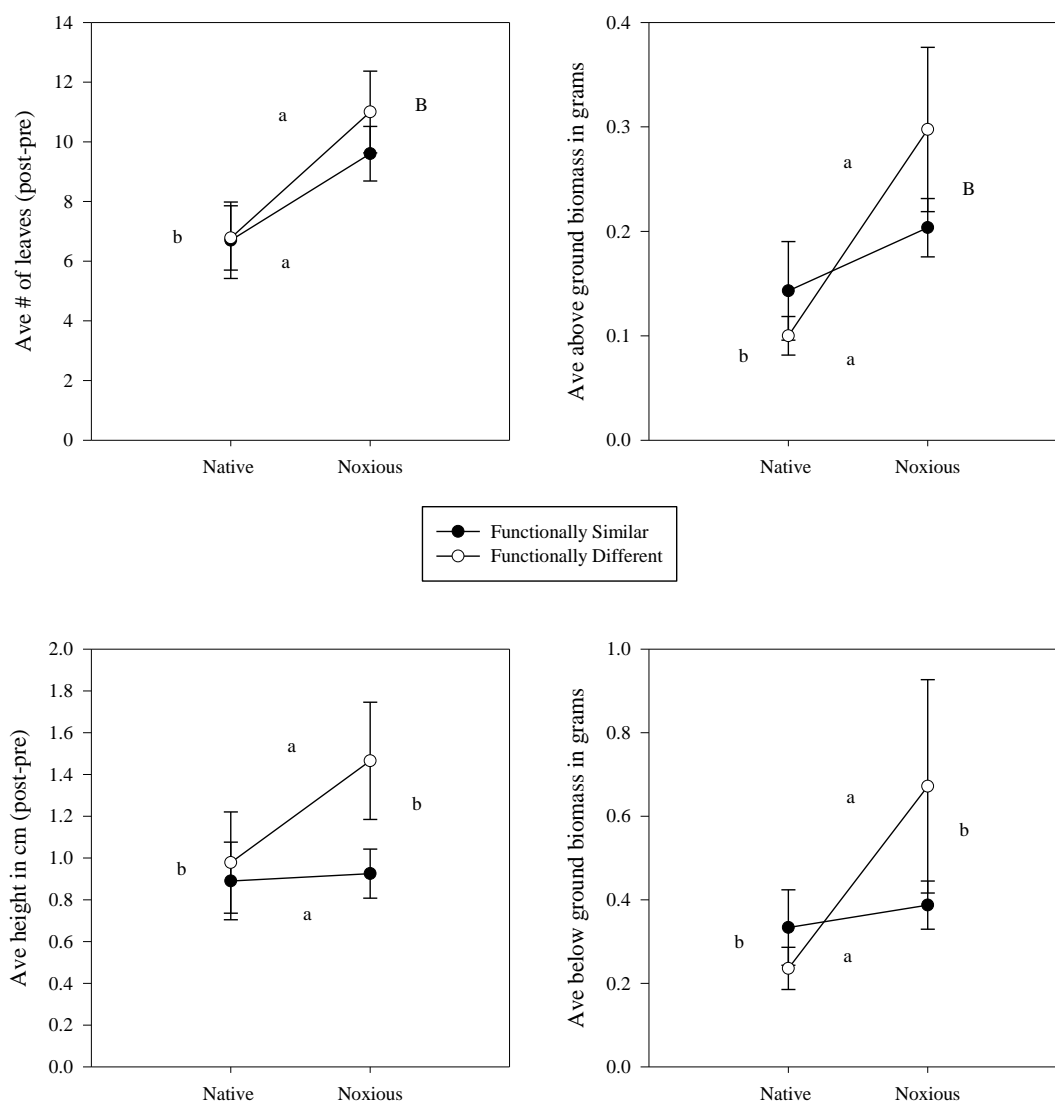 Ave # of leaves (post-pre)
14
12
10
8
6
4
2
0
a
B
b
a
Native
Noxious
Ave above ground biomass in grams
0.4
0.3
0.2
0.1
0.0
a
B
b
a
Native
Noxious
Functionally Similar
Functionally Different
Ave height in cm (post-pre)
2.0
1.8
1.6
1.4
1.2
1.0
0.8
0.6
0.4
0.2
0.0
a
b
b
a
Native
Noxious
Ave below ground biomass in grams
1.0
0.8
0.6
0.4
0.2
0.0
a
b
b
a
Native
Noxious